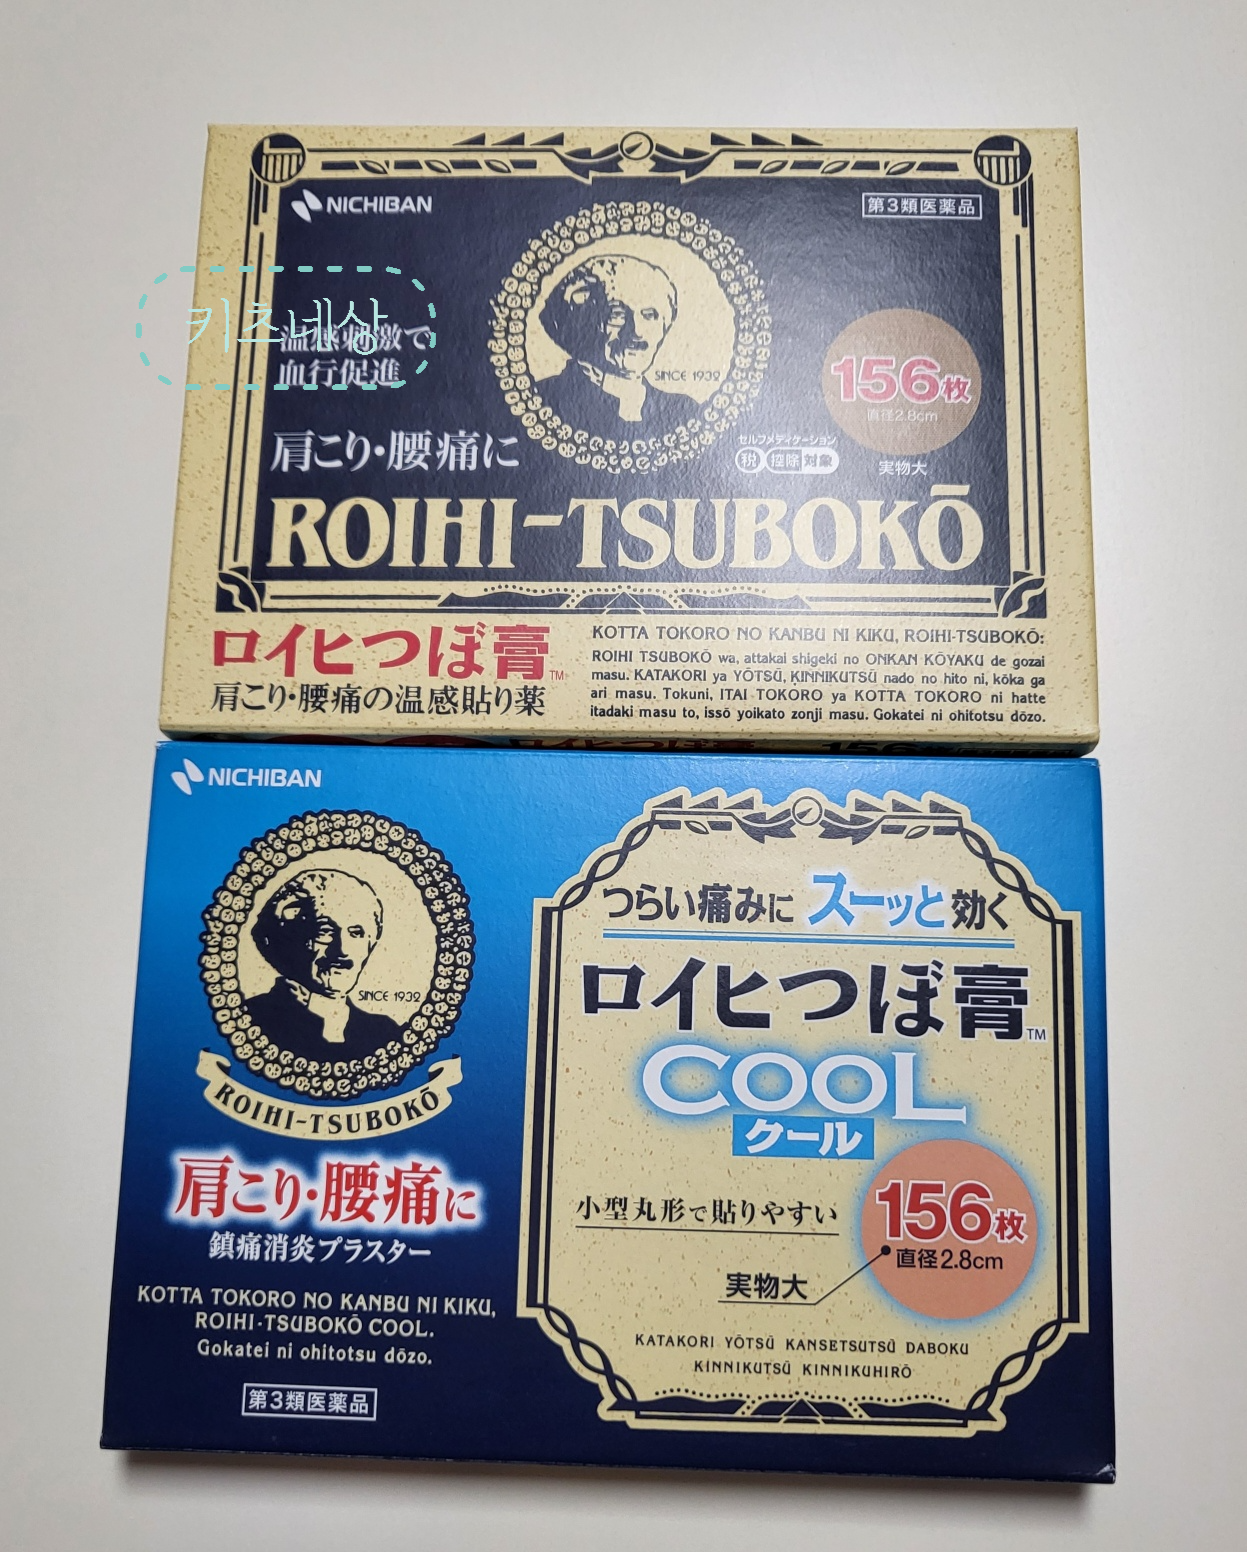 NICHIBAN
第3類医薬品
키츠네상
温感刺激で
血行促進
SINCE 1932
156枚
直径2.8cm
肩こり・腰痛に
セルフメディケーション
税 控除 対象
実物大
ROIHI-TSUBOKŌ
ロイヒつぼ膏™
肩こり・腰痛の温感貼り薬
KOTTA TOKORO NO KANBU NI KIKU, ROIHI-TSUBOKŌ:
ROIHI TSUBOKŌ wa, attakai shigeki no ONKAN KŌYAKU de gozai
masu. KATAKORI ya YŌTSŪ, KINNIKUTSŪ nado no hito ni, kōka ga
ari masu. Tokuni, ITAI TOKORO ya KOTTA TOKORO ni hatte
itadaki masu to, issō yoikato zonji masu. Gokatei ni ohitotsu dōzo.
ロイヒつぼ膏 156
NICHIBAN
SINCE 1932
ROIHI-TSUBOKŌ
肩こり・腰痛に
鎮痛消炎プラスター
KOTTA TOKORO NO KANBU NI KIKU,
ROIHI-TSUBOKŌ COOL.
Gokatei ni ohitotsu dōzo.
第3類医薬品
つらい痛みにスーッと効く
ロイヒつぼ膏™
COOL
クール
小型丸形で貼りやすい
156枚
直径2.8cm
実物大
KATAKORI YŌTSŪ KANSETSUTSŪ DABOKU
KINNIKUTSŪ KINNIKUHIRŌ